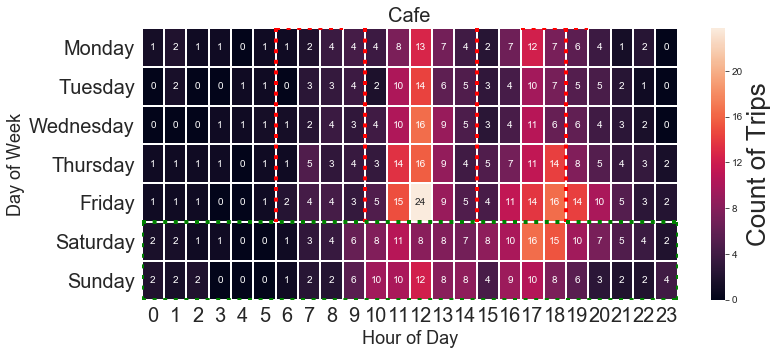 Cafe
Monday 1 2 1 1 0 1 1 2 4 4 4 8 13 7 4 2 7 12 7 6 4 1 2 0
Tuesday 0 2 0 0 1 1 0 3 3 4 2 10 14 6 5 3 4 10 7 5 5 2 1 0
Wednesday 0 0 0 1 1 1 1 2 4 3 4 10 16 9 5 3 4 11 6 6 4 3 2 0
Thursday 1 1 1 1 0 1 1 5 3 4 3 14 16 9 4 5 7 11 14 8 5 4 3 2
Friday 1 1 1 0 0 1 2 4 4 3 5 15 24 9 5 4 11 14 16 14 10 5 3 2
Saturday 2 2 1 1 0 0 1 3 4 6 8 11 8 8 7 8 10 16 15 10 7 5 4 2
Sunday 2 2 2 0 0 0 1 2 2 6 10 10 12 8 8 4 9 10 8 6 3 2 2 4
0 1 2 3 4 5 6 7 8 9 10 11 12 13 14 15 16 17 18 19 20 21 22 23
Hour of Day
Day of Week
20
16
12
8
4
0
Count of Trips